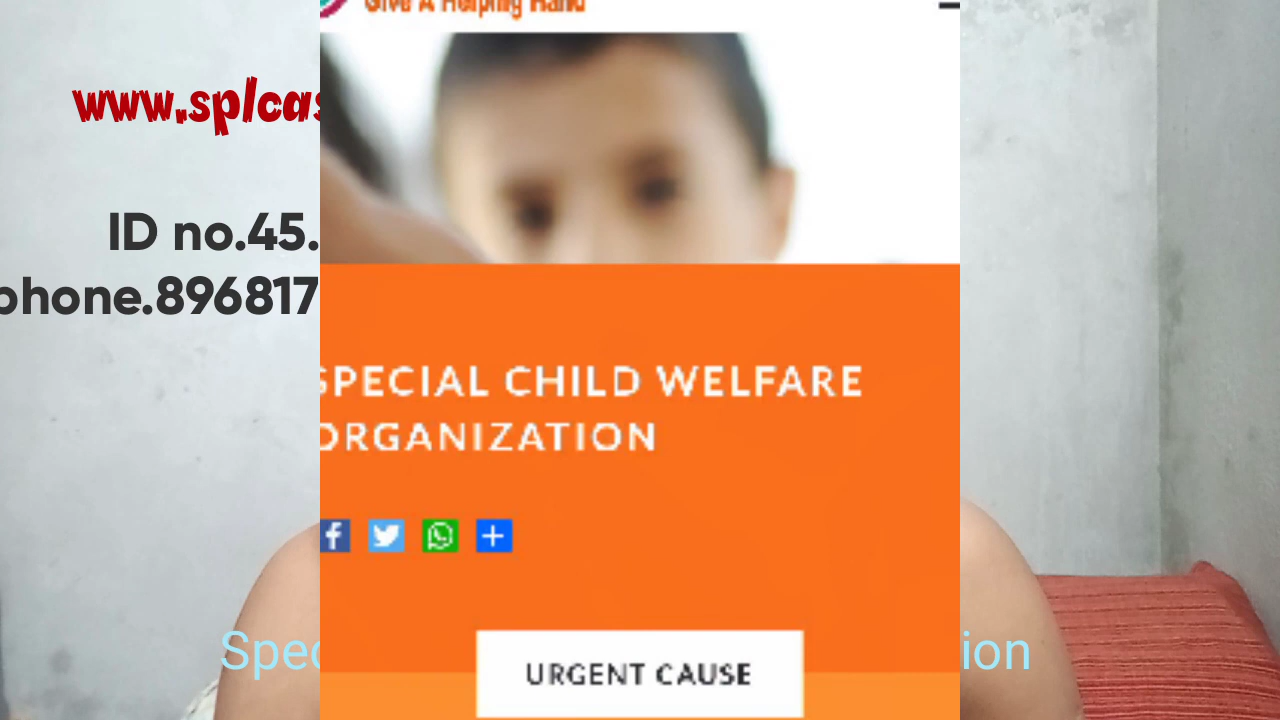 Give A Helping Hand
www.splcas
ID no.45.
phone.896817
SPECIAL CHILD WELFARE
ORGANIZATION
URGENT CAUSE
Spec ion